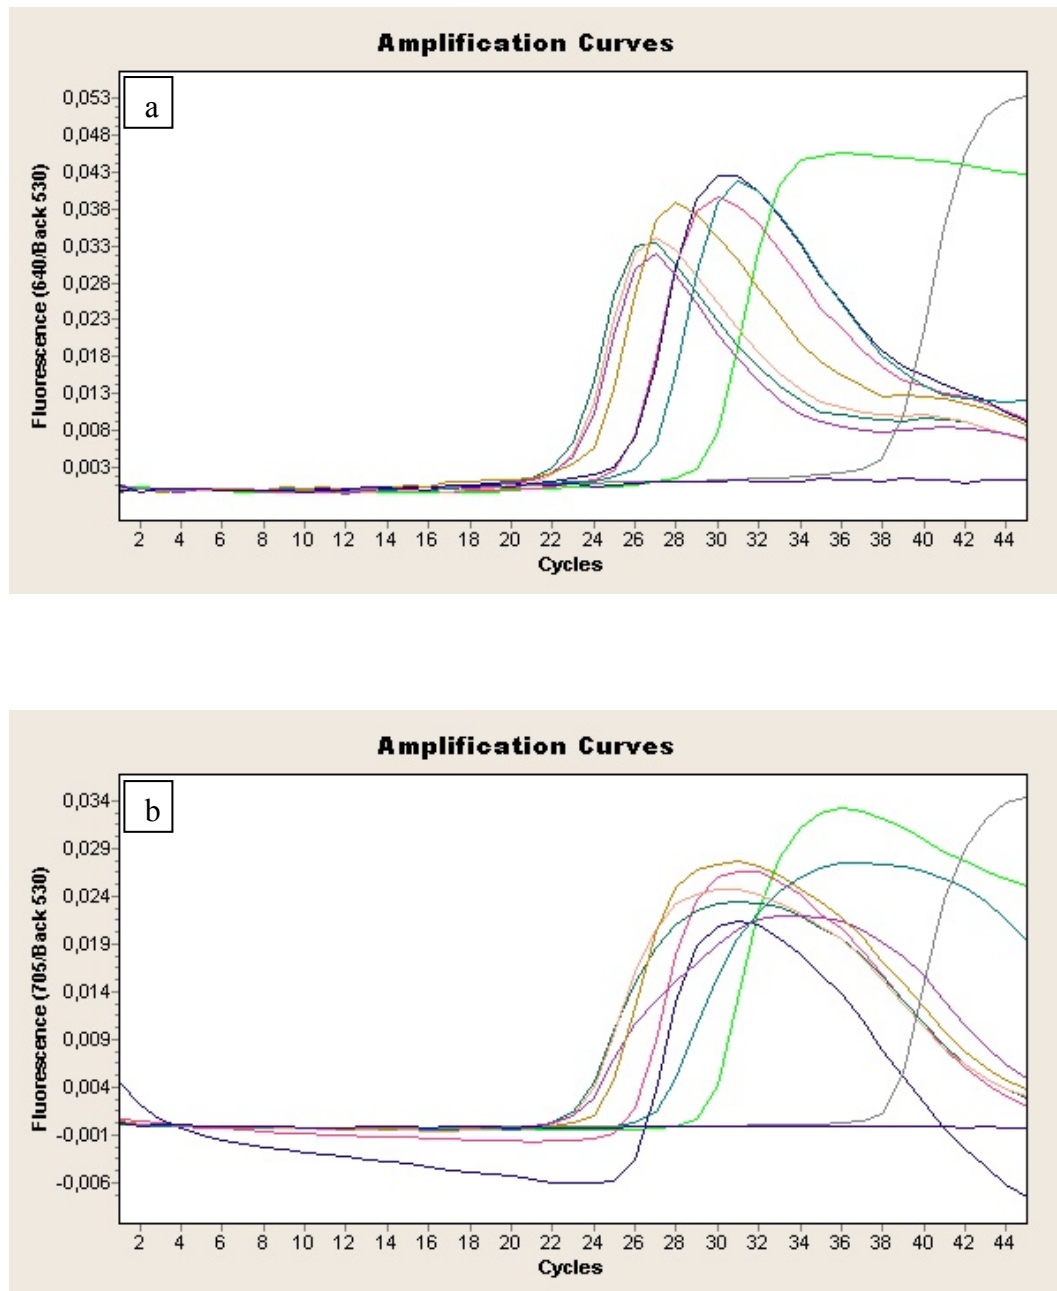 Amplification Curves
a
Fluorescence (640/Back 530)
0,053
0,048
0,043
0,038
0,033
0,028
0,023
0,018
0,013
0,008
0,003
2 4 6 8 10 12 14 16 18 20 22 24 26 28 30 32 34 36 38 40 42 44
Cycles
Amplification Curves
b
Fluorescence (705/Back 530)
0,034
0,029
0,024
0,019
0,014
0,009
0,004
-0,001
-0,006
2 4 6 8 10 12 14 16 18 20 22 24 26 28 30 32 34 36 38 40 42 44
Cycles